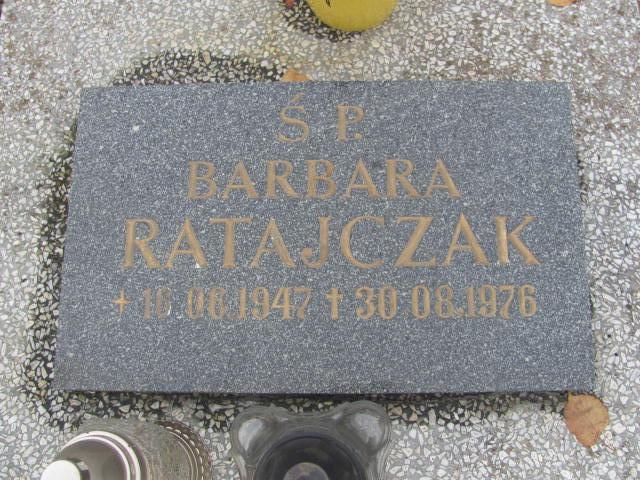 Ś P.
BARBARA
RATAJCZAK
+ 16 06.1947 † 30 08.1976